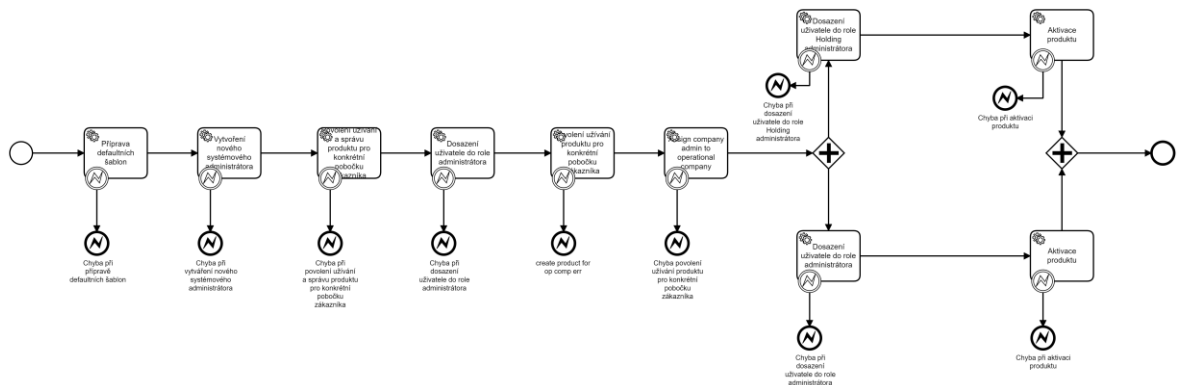 Dosazení
uživatele do role
Holding
administrátora
Aktivace
produktu
Chyba při
dosazení
uživatele do role
Holding
administrátora
Chyba při aktivaci
produktu
Příprava
defaultních
šablon
Vytvoření
nového
systémového
administrátora
ovolení užívání
a správu
produktu pro
konkrétní
pobočku
zákazníka
Dosazení
uživatele do role
administrátora
ovolení užívání
produktu pro
konkrétní
pobočku
zákazníka
Assign company
admin to
operational
company
Chyba při
přípravě
defaultních šablon
Chyba při
vytváření nového
systémového
administrátora
Chyba při
povolení užívání
a správu produktu
pro konkrétní
pobočku
zákazníka
Chyba při
dosazení
uživatele do role
administrátora
create product for
op comp err
Chyba povolení
užívání produktu
pro konkrétní
pobočku
zákazníka
Dosazení
uživatele do role
administrátora
Aktivace
produktu
Chyba při
dosazení
uživatele do role
administrátora
Chyba při aktivaci
produktu